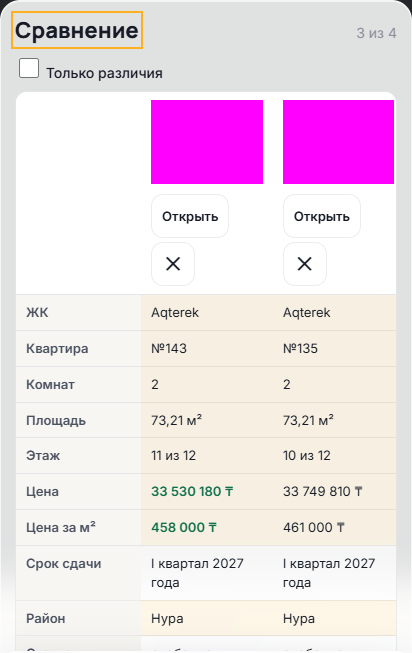 Сравнение
3 из 4
Только различия
Открыть Открыть
ЖК Aqterek Aqterek
Квартира №143 №135
Комнат 2 2
Площадь 73,21 м² 73,21 м²
Этаж 11 из 12 10 из 12
Цена 33 530 180 ₸ 33 749 810 ₸
Цена за м² 458 000 ₸ 461 000 ₸
Срок сдачи I квартал 2027 I квартал 2027
года года
Район Нура Нура